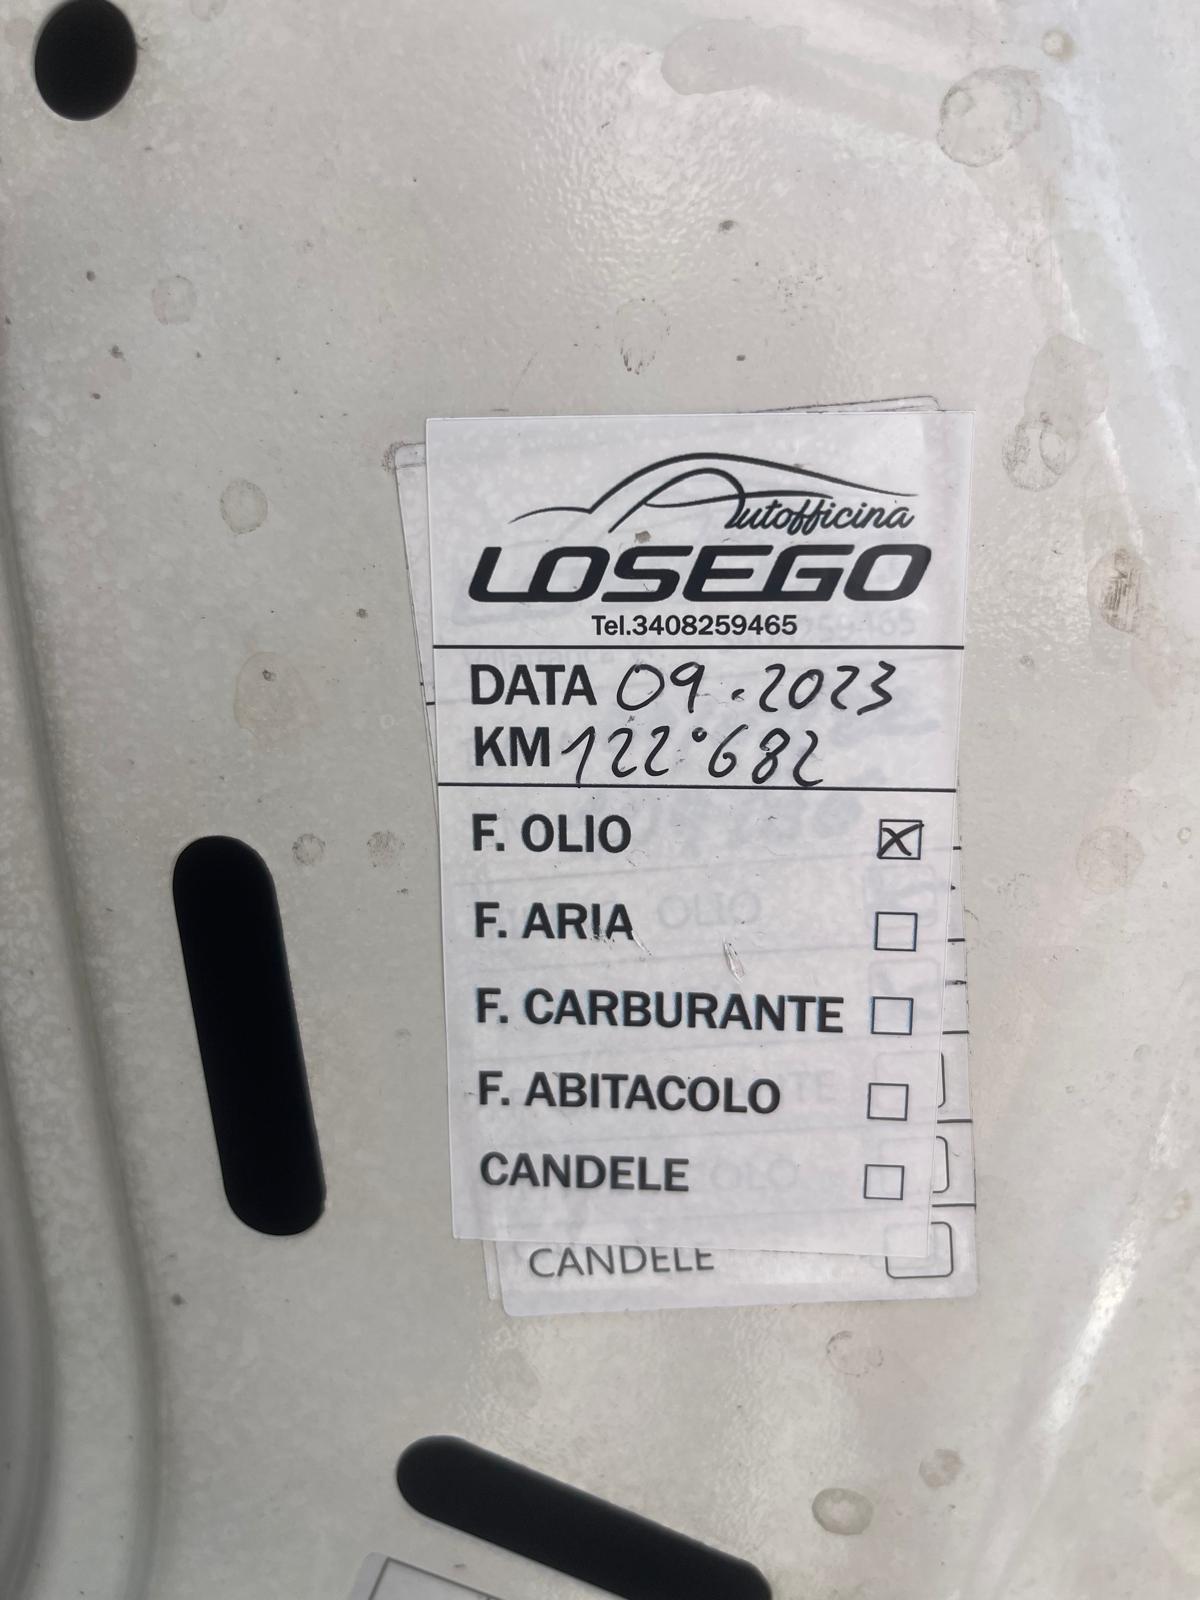 Autofficina
LOSEGO
Tel.3408259465
DATA 09.2023
KM 122°682
F. OLIO
F. ARIA
F. CARBURANTE
F. ABITACOLO
CANDELE
CANDELE